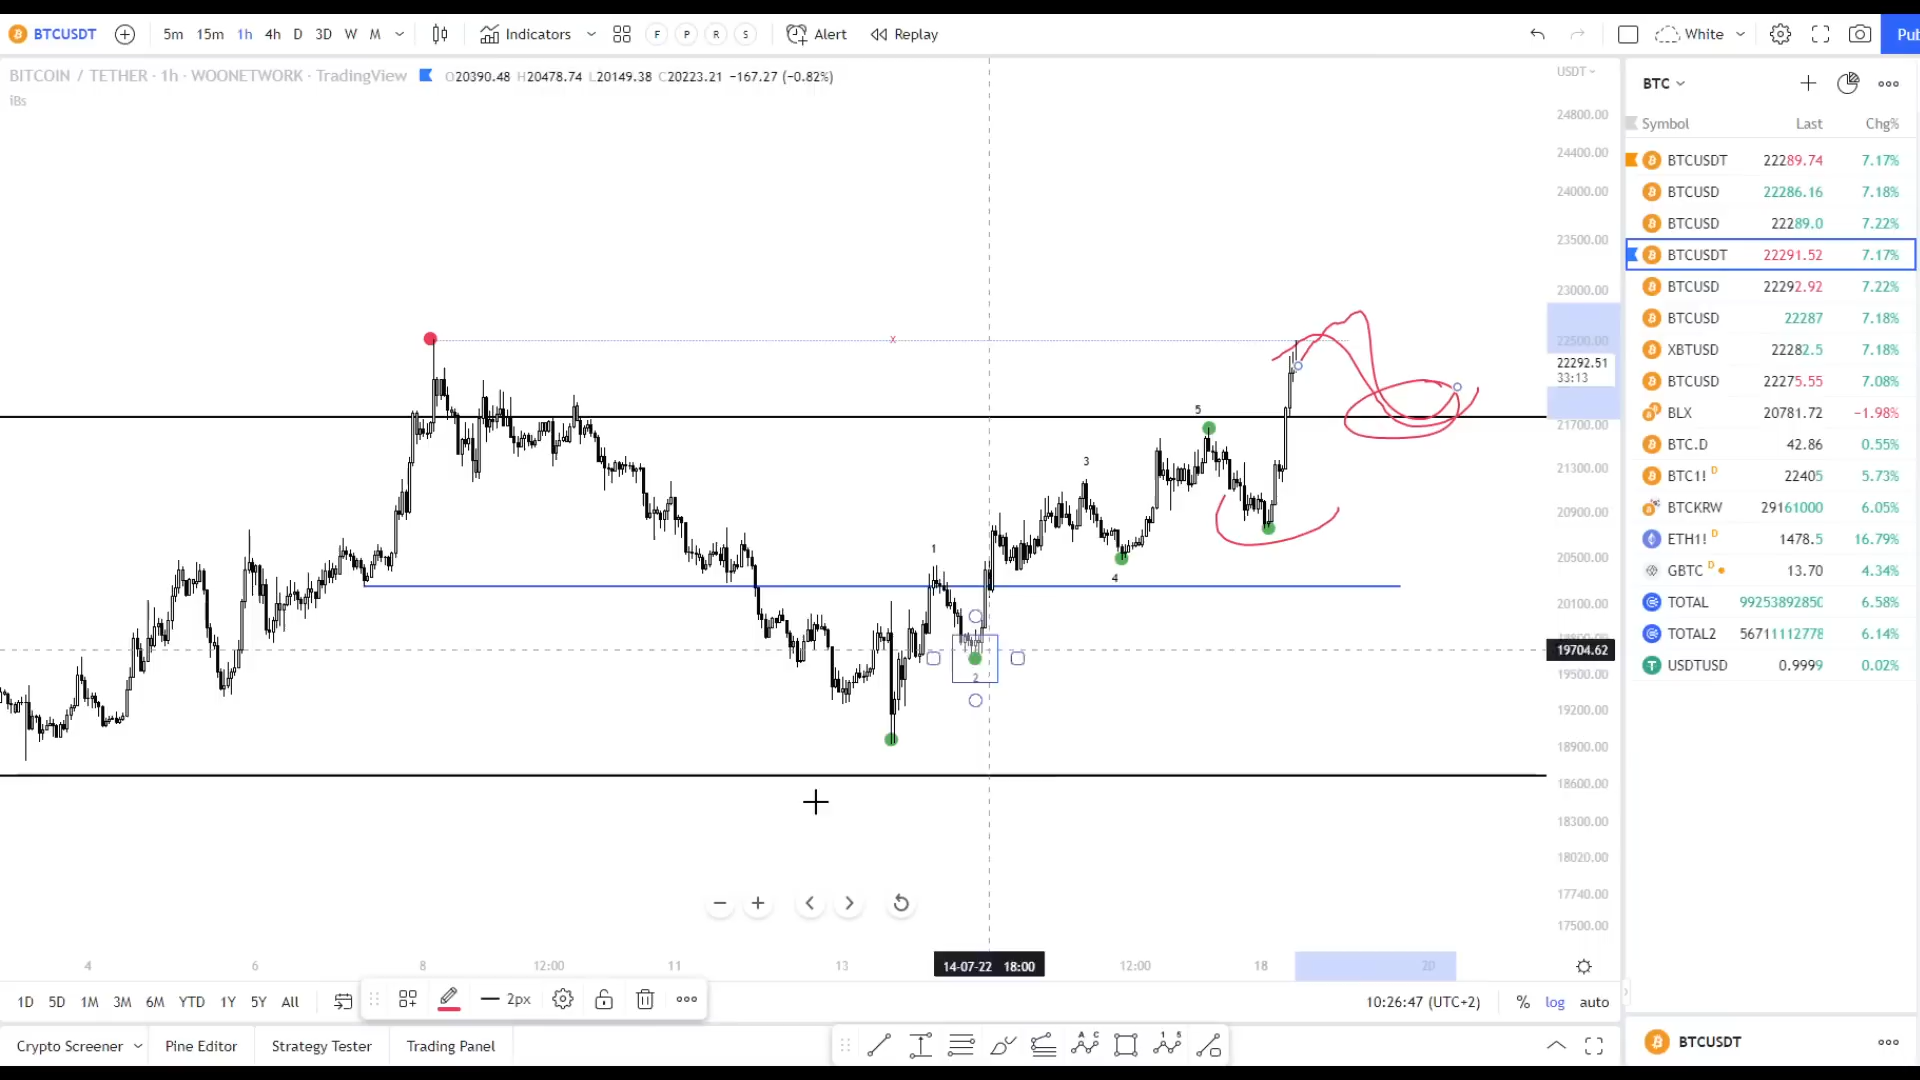 BTCUSDT 5m 15m 1h 4h D 3D W M Indicators F P R S Alert Replay White Pub
BITCOIN / TETHER · 1h · WOONETWORK · TradingView O20390.48 H20478.74 L20149.38 C20223.21 −167.27 (−0.82%)
iBs
USDT
24800.00
24400.00
24000.00
23500.00
23000.00
22500.00
22292.51
33:13
21700.00
21300.00
20900.00
20500.00
20100.00
19704.62
19500.00
19200.00
18900.00
18600.00
18300.00
18020.00
17740.00
17500.00
x
1
2
3
4
5
4 6 8 12:00 11 13 14-07-22 18:00 12:00 18 20
1D 5D 1M 3M 6M YTD 1Y 5Y All 2px 10:26:47 (UTC+2) % log auto
Crypto Screener Pine Editor Strategy Tester Trading Panel
BTC
Symbol Last Chg%
BTCUSDT 22289.74 7.17%
BTCUSD 22286.16 7.18%
BTCUSD 22289.0 7.22%
BTCUSDT 22291.52 7.17%
BTCUSD 22292.92 7.22%
BTCUSD 22287 7.18%
XBTUSD 22282.5 7.18%
BTCUSD 22275.55 7.08%
BLX 20781.72 −1.98%
BTC.D 42.86 0.55%
BTC1! D 22405 5.73%
BTCKRW 29161000 6.05%
ETH1! D 1478.5 16.79%
GBTC D 13.70 4.34%
TOTAL 99253892850 6.58%
TOTAL2 56711112778 6.14%
USDTUSD 0.9999 0.02%
BTCUSDT